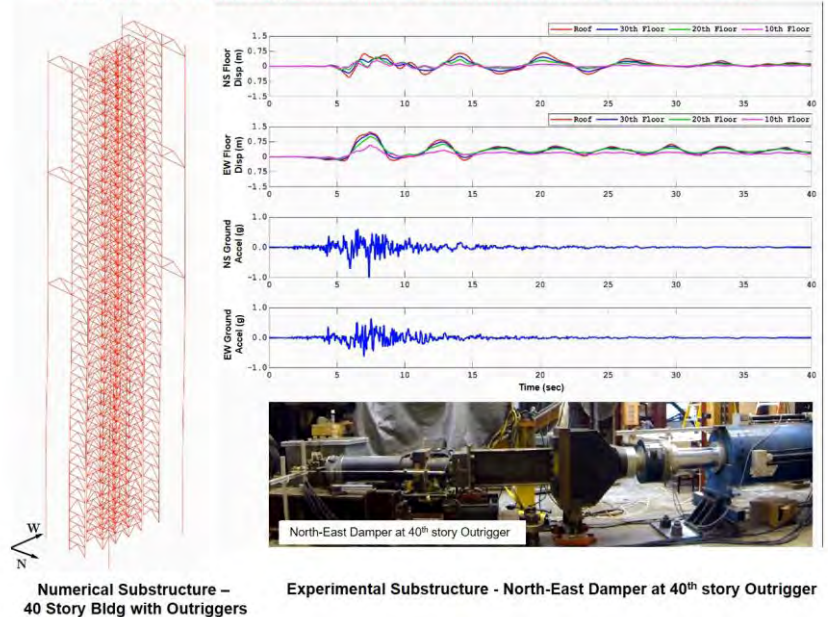 1.5
0.75
0
0.75
-1.5
NS Floor
Disp (m)
Roof 30th Floor 20th Floor 10th Floor
0 5 10 15 20 25 30 35 40
1.5
0.75
0
0.75
-1.5
EW Floor
Disp (m)
Roof 30th Floor 20th Floor 10th Floor
0 5 10 15 20 25 30 35 40
1.0
0.0
-1.0
NS Ground
Accel (g)
0 5 10 15 20 25 30 35 40
1.0
0.0
-1.0
EW Ground
Accel (g)
0 5 10 15 20 25 30 35 40
Time (sec)
W
N
North-East Damper at 40th story Outrigger
Numerical Substructure –
40 Story Bldg with Outriggers
Experimental Substructure - North-East Damper at 40th story Outrigger